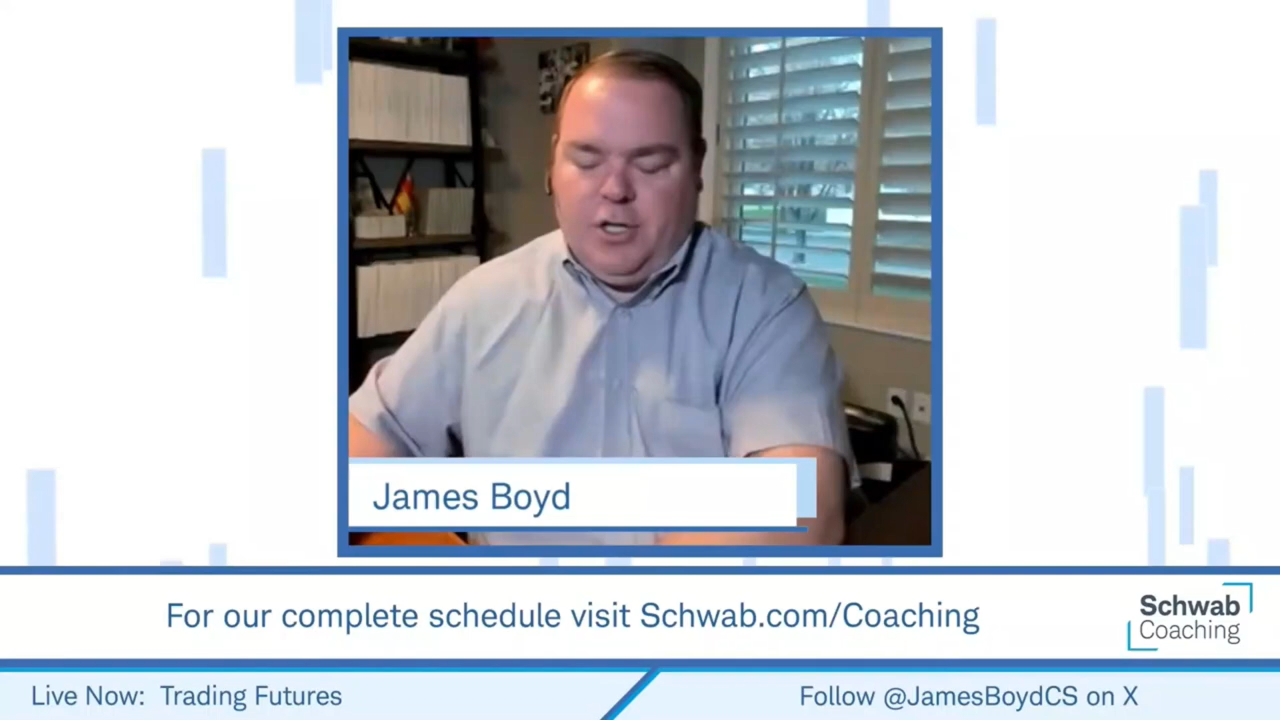 James Boyd
For our complete schedule visit Schwab.com/Coaching
Schwab
Coaching
Live Now: Trading Futures
Follow @JamesBoydCS on X